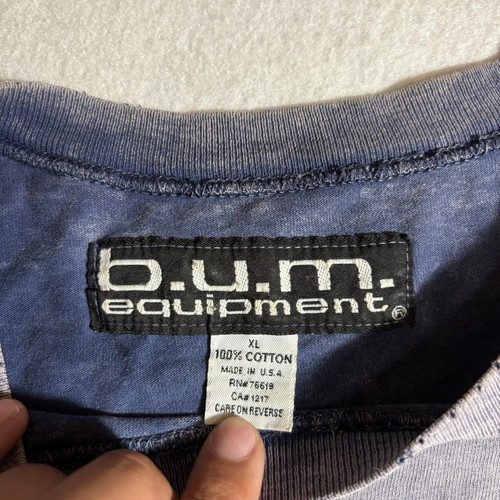 b.u.m.
equipment®
XL
100% COTTON
MADE IN U.S.A.
RN# 76619
CA# 1217
CARE ON REVERSE